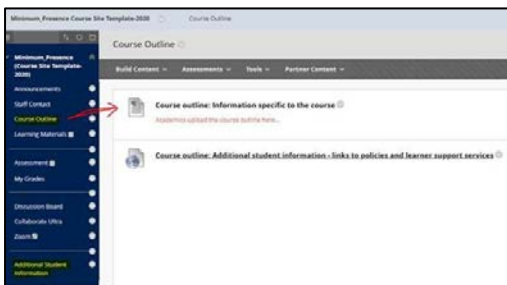 Minimum_Presence Course Site Template-2020
Course Outline
Minimum_Presence
(Course Site Template-
2020)
Announcements
Staff Contact
Course Outline
Learning Materials
Assessment
My Grades
Discussion Board
Collaborate Ultra
Zoom
Additional Student
Information
Course Outline
Build Content
Assessments
Tools
Partner Content
Course outline: Information specific to the course
Academics upload the course outline here...
Course outline: Additional student information - links to policies and learner support services